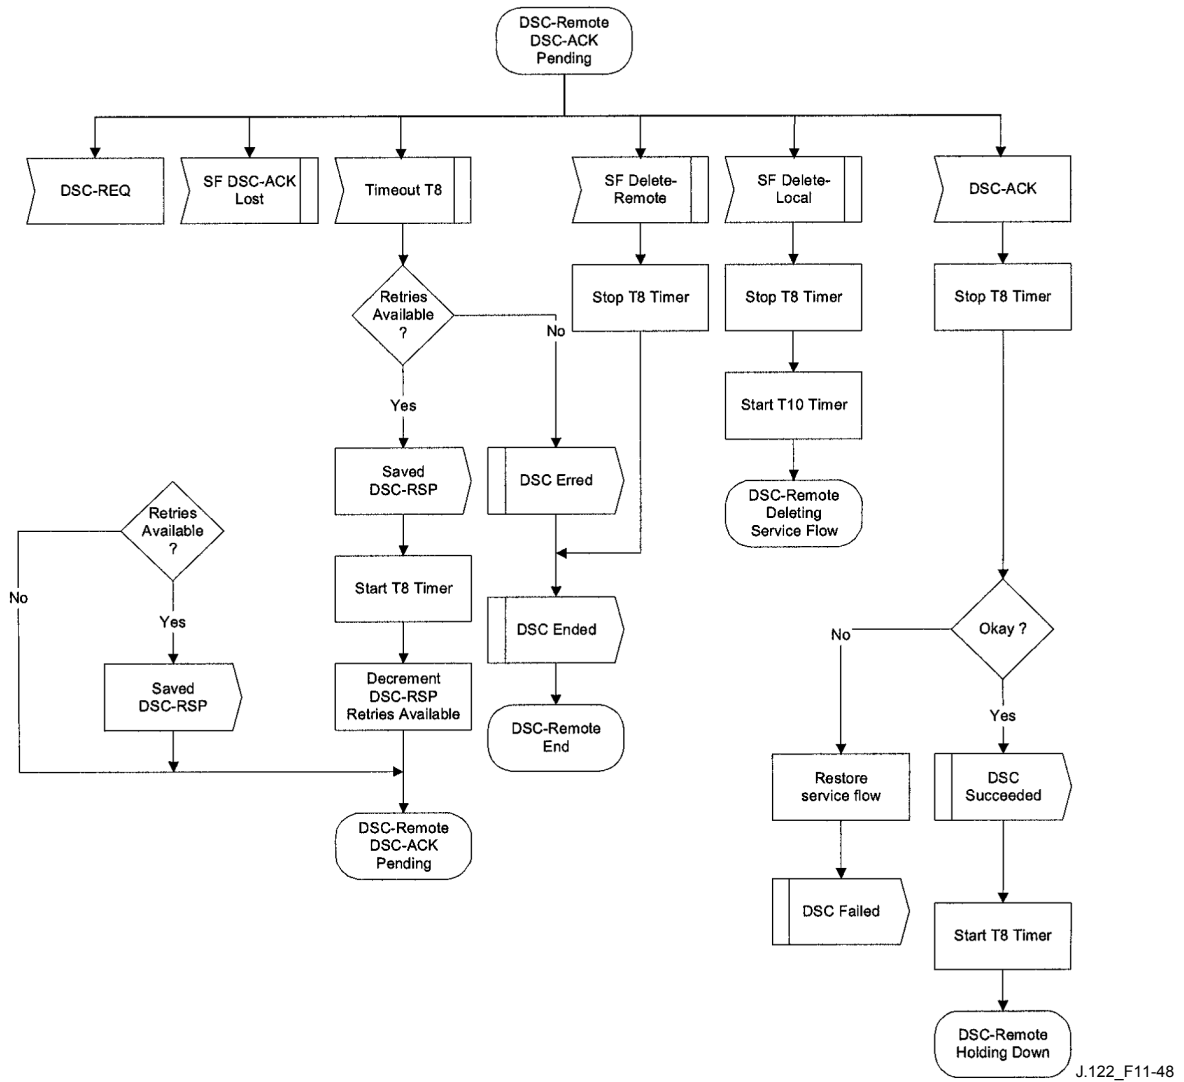 DSC-Remote
DSC-ACK
Pending
DSC-REQ
SF DSC-ACK
Lost
Timeout T8
SF Delete-
Remote
SF Delete-
Local
DSC-ACK
Retries
Available
?
No
Yes
Stop T8 Timer
Stop T8 Timer
Stop T8 Timer
Start T10 Timer
Saved
DSC-RSP
DSC Erred
DSC-Remote
Deleting
Service Flow
Retries
Available
?
No
Yes
Saved
DSC-RSP
Start T8 Timer
Decrement
DSC-RSP
Retries Available
DSC Ended
DSC-Remote
End
DSC-Remote
DSC-ACK
Pending
Okay ?
No
Yes
Restore
service flow
DSC
Succeeded
DSC Failed
Start T8 Timer
DSC-Remote
Holding Down
J.122_F11-48